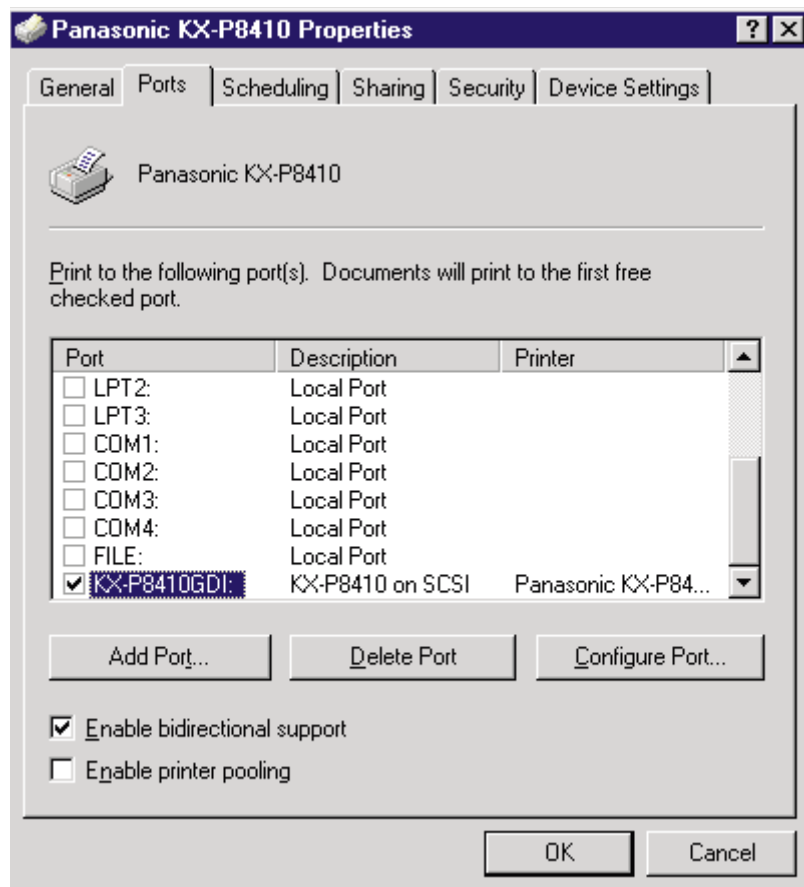 Panasonic KX-P8410 Properties
General Ports Scheduling Sharing Security Device Settings
Panasonic KX-P8410
Print to the following port(s). Documents will print to the first free
checked port.
Port Description Printer
LPT2: Local Port
LPT3: Local Port
COM1: Local Port
COM2: Local Port
COM3: Local Port
COM4: Local Port
FILE: Local Port
KX-P8410GDI: KX-P8410 on SCSI Panasonic KX-P84...
Add Port... Delete Port Configure Port...
Enable bidirectional support
Enable printer pooling
OK Cancel